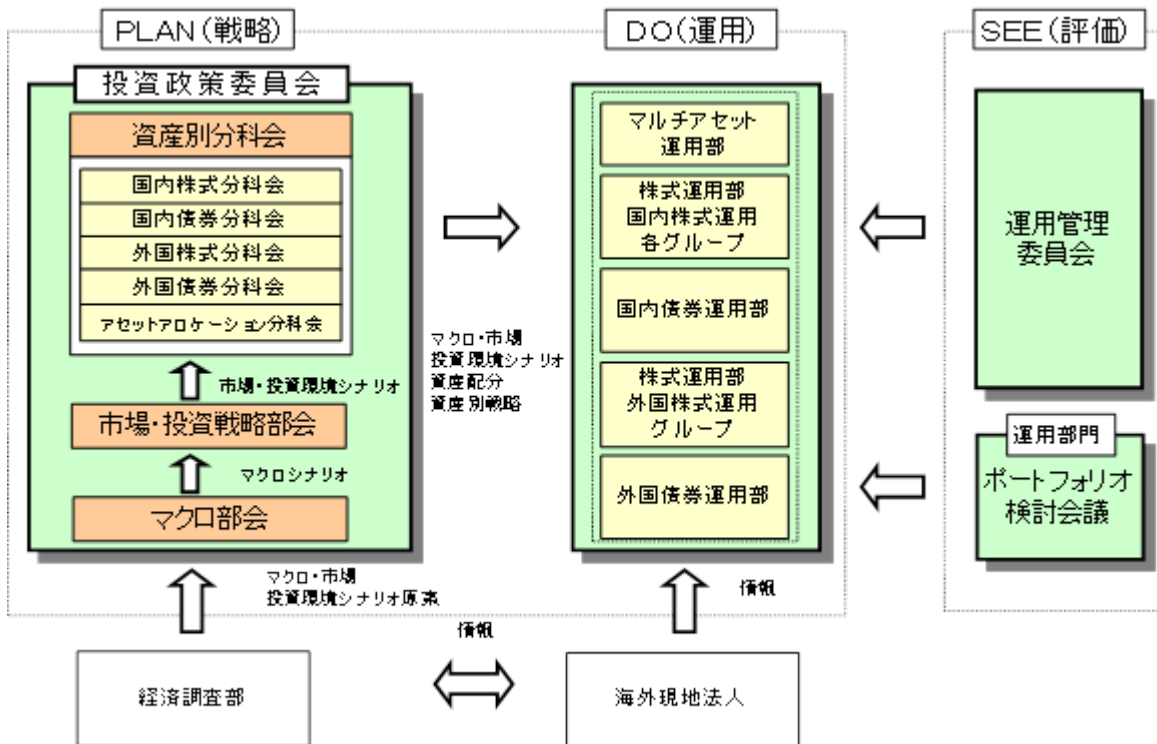 PLAN(戦略)
投資政策委員会
資産別分科会
国内株式分科会
国内債券分科会
外国株式分科会
外国債券分科会
アセットアロケーション分科会
市場・投資環境シナリオ
市場・投資戦略部会
マクロシナリオ
マクロ部会
マクロ・市場
投資環境シナリオ原案
経済調査部
マクロ・市場
投資環境シナリオ
資産配分
資産別戦略
情報
DO(運用)
マルチアセット
運用部
株式運用部
国内株式運用
各グループ
国内債券運用部
株式運用部
外国株式運用
グループ
外国債券運用部
情報
海外現地法人
SEE(評価)
運用管理
委員会
運用部門
ポートフォリオ
検討会議